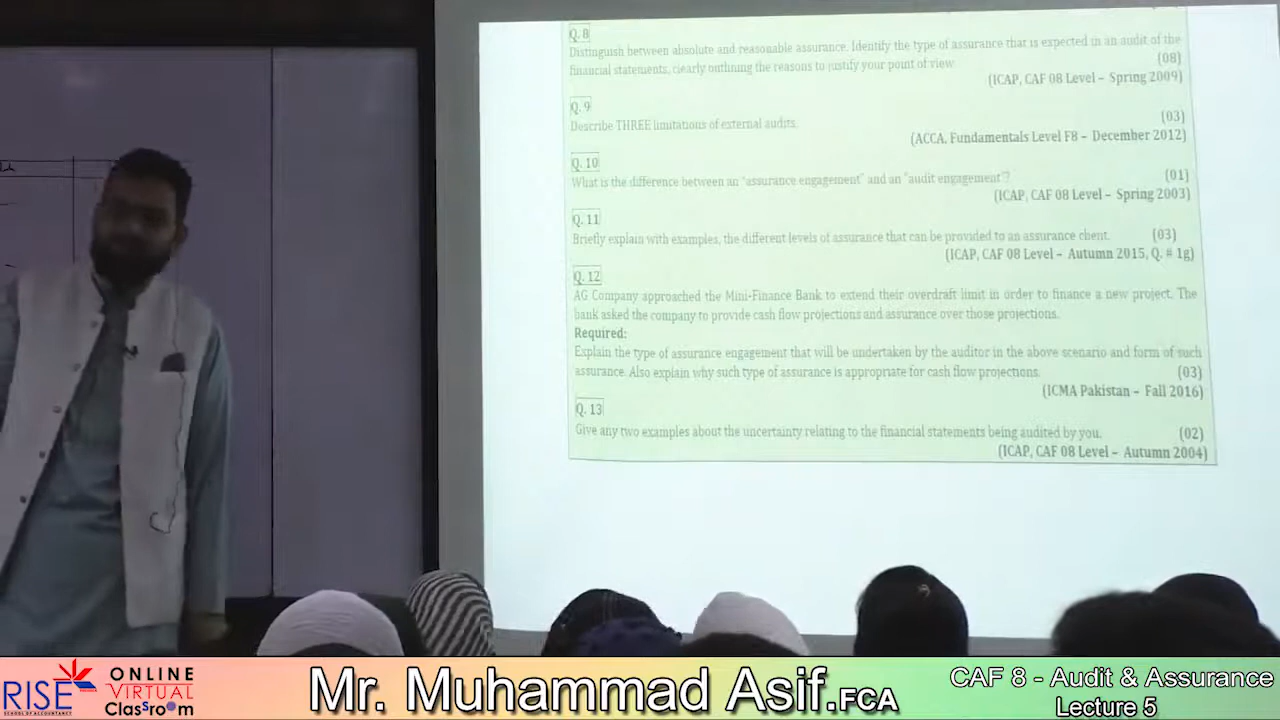 Q. 8
Distinguish between absolute and reasonable assurance. Identify the type of assurance that is expected in an audit of the
financial statements, clearly outlining the reasons to justify your point of view. (08)
(ICAP, CAF 08 Level – Spring 2009)
Q. 9
Describe THREE limitations of external audits. (03)
(ACCA, Fundamentals Level F8 – December 2012)
Q. 10
What is the difference between an "assurance engagement" and an "audit engagement"? (01)
(ICAP, CAF 08 Level – Spring 2003)
Q. 11
Briefly explain with examples, the different levels of assurance that can be provided to an assurance client. (03)
(ICAP, CAF 08 Level – Autumn 2015, Q. # 1g)
Q. 12
AG Company approached the Mini-Finance Bank to extend their overdraft limit in order to finance a new project. The
bank asked the company to provide cash flow projections and assurance over those projections.
Required:
Explain the type of assurance engagement that will be undertaken by the auditor in the above scenario and form of such
assurance. Also explain why such type of assurance is appropriate for cash flow projections. (03)
(ICMA Pakistan – Fall 2016)
Q. 13
Give any two examples about the uncertainty relating to the financial statements being audited by you. (02)
(ICAP, CAF 08 Level – Autumn 2004)
RISE
SCHOOL OF ACCOUNTANCY
ONLINE
VIRTUAL
Classroom
Mr. Muhammad Asif.FCA
CAF 8 - Audit & Assurance
Lecture 5